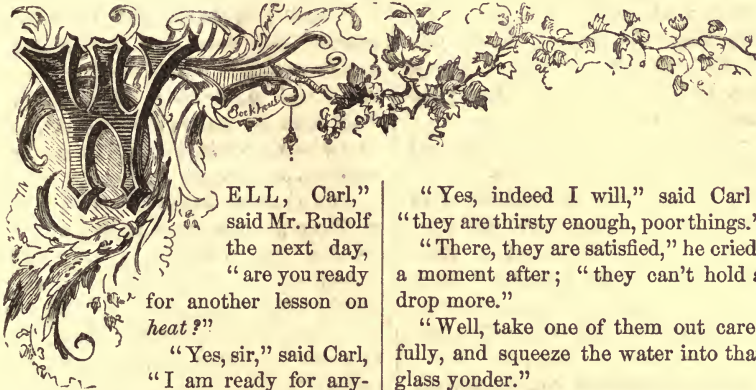 WELL, Carl,”
said Mr. Rudolf
the next day,
“are you ready
for another lesson on
heat?”
“Yes, sir,” said Carl,
“I am ready for any-
“Yes, indeed I will,” said Carl
“they are thirsty enough, poor things.”
“There, they are satisfied,” he cried
a moment after; “they can't hold a
drop more.”
“Well, take one of them out care
fully, and squeeze the water into tha
glass yonder.”